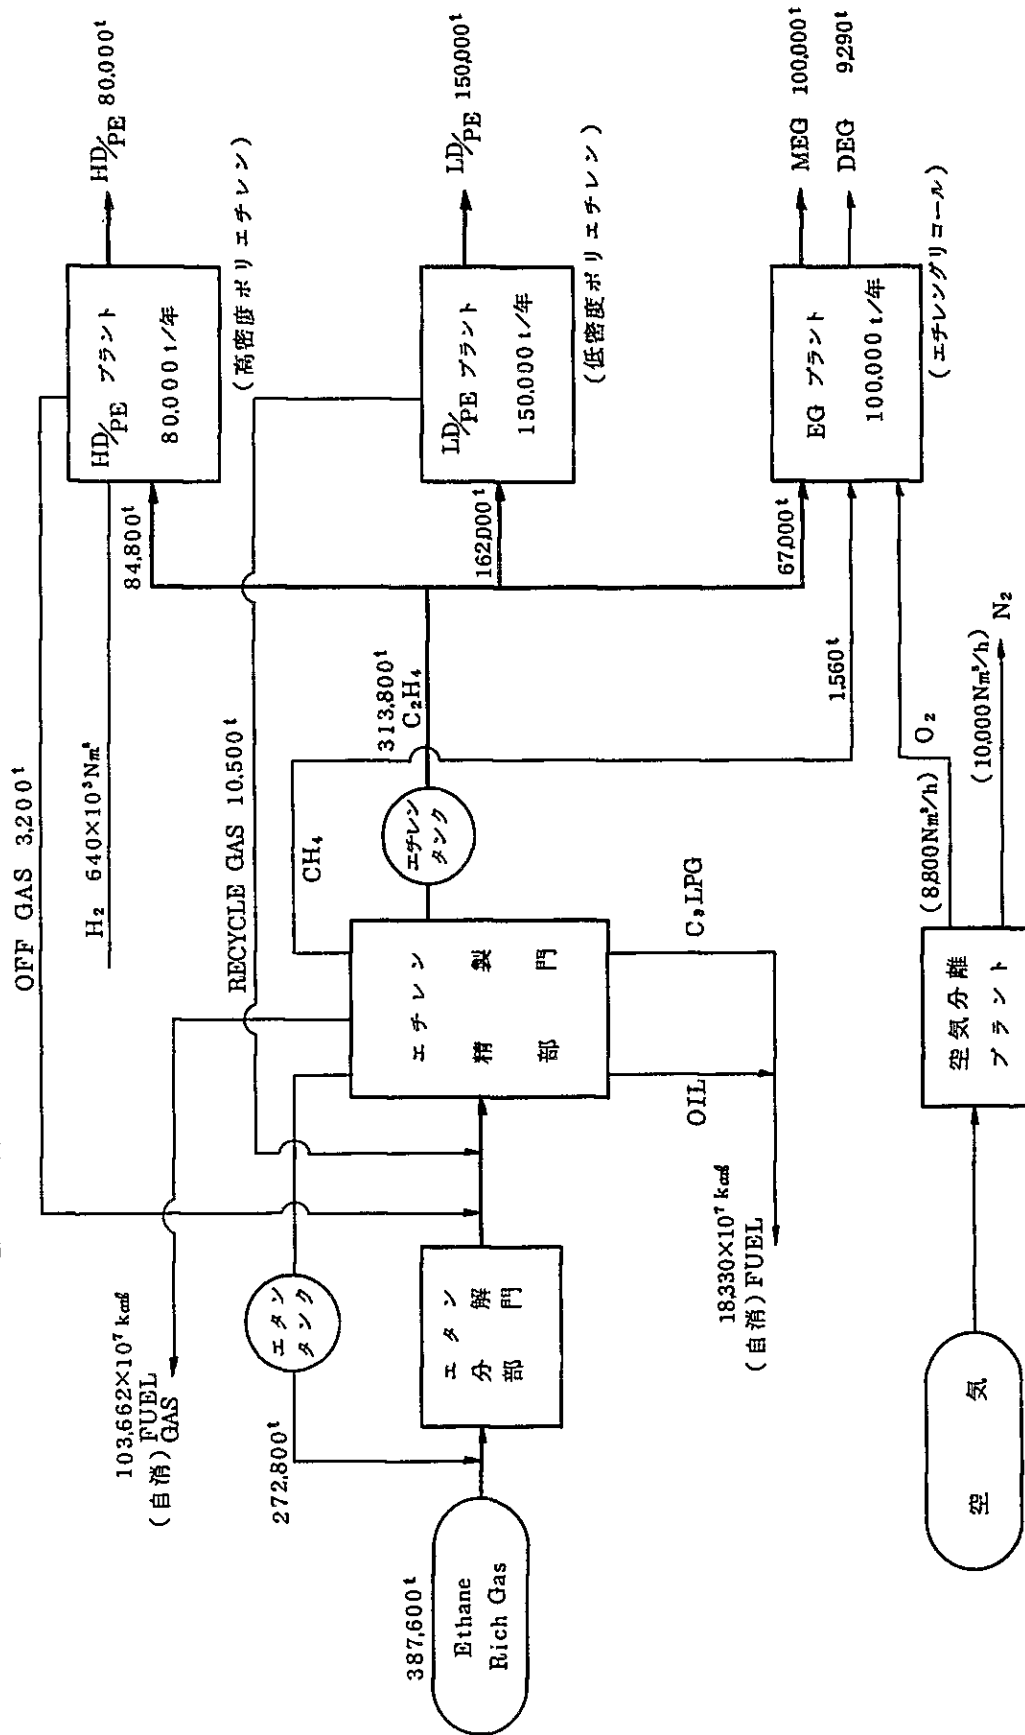 OFF GAS 3,200t
H₂ 640×10³Nm³
HD/PE プラント
80,000t/年
HD/PE 80,000t
(高密度ポリエチレン)
84,800t
RECYCLE GAS 10,500t
LD/PE プラント
150,000t/年
LD/PE 150,000t
(低密度ポリエチレン)
162,000t
103,662×10⁷kcal
(自消) FUEL
GAS
CH₄
313,800t
C₂H₄
エタン
タンク
エチレン
タンク
272,800t
387,600t
Ethane
Rich Gas
エタン
分解
部門
エチレン
精製
部門
67,000t
EG プラント
100,000t/年
MEG 100,000t
DEG 9,290t
(エチレングリコール)
1,560t
OIL
C₃LPG
18,330×10⁷kcal
(自消) FUEL
空気
空気分離
プラント
(8,800Nm³/h)
O₂
(10,000Nm³/h)
N₂